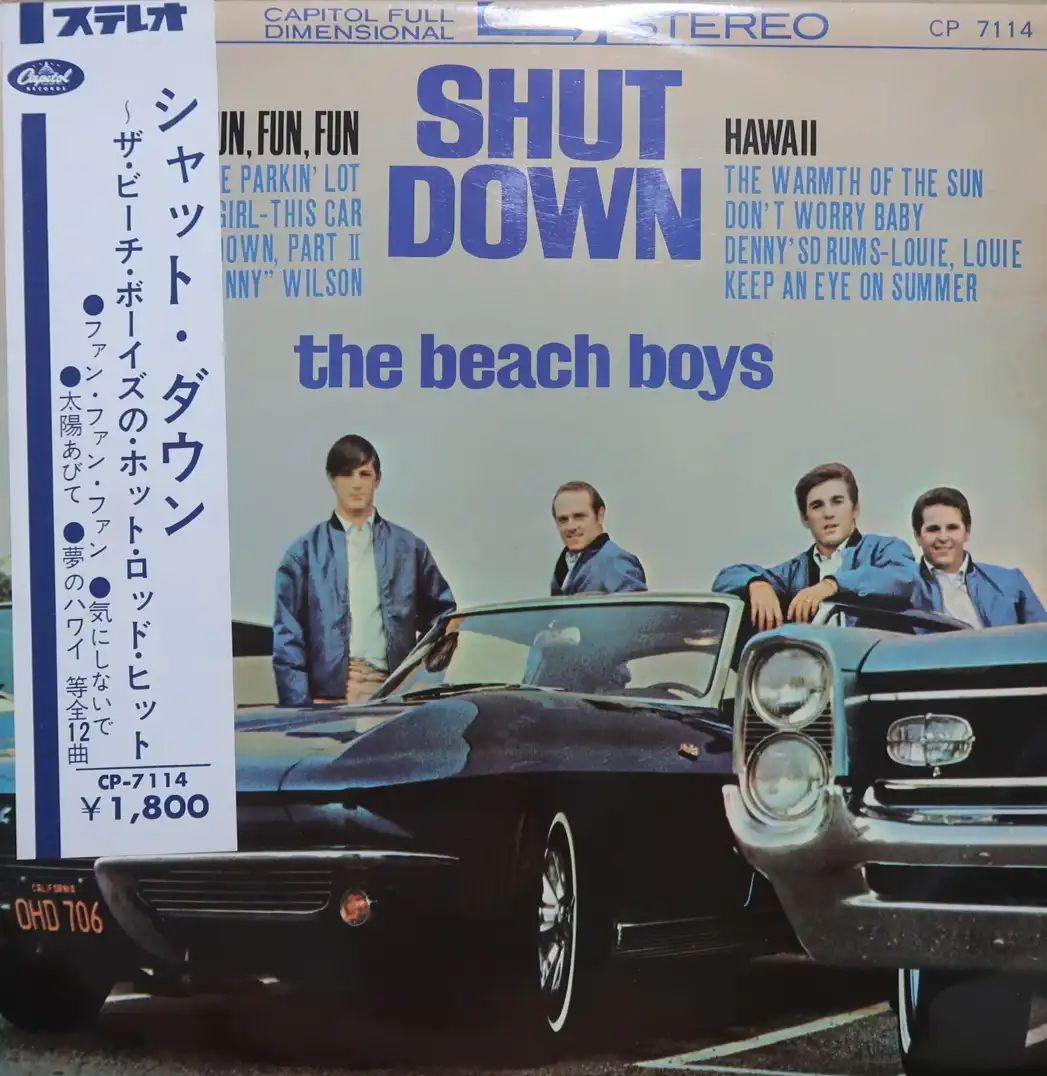 ステレオ
Capitol
RECORDS
シャット・ダウン
~ザ・ビーチ・ボーイズの・ホット・ロッド・ヒット
●ファン・ファン・ファン ●気にしないで
●太陽あびて ●夢のハワイ 等全12曲
CP-7114
¥1,800
CAPITOL FULL
DIMENSIONAL
STEREO
CP 7114
SHUT
DOWN
UN, FUN, FUN
E PARKIN' LOT
GIRL-THIS CAR
OWN, PART II
NNY" WILSON
HAWAII
THE WARMTH OF THE SUN
DON'T WORRY BABY
DENNY'SD RUMS-LOUIE, LOUIE
KEEP AN EYE ON SUMMER
the beach boys
CALIFORNIA
OHD 706